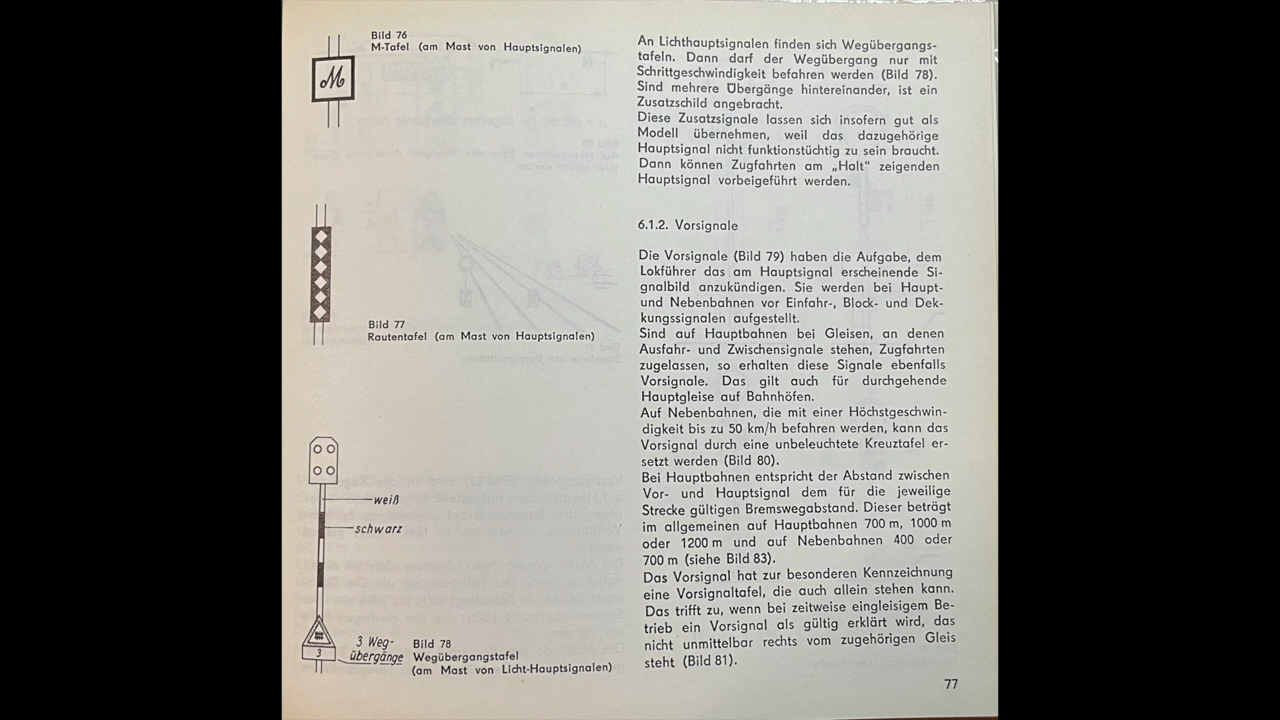 Bild 76
M-Tafel (am Mast von Hauptsignalen)
M
Bild 77
Rautentafel (am Mast von Hauptsignalen)
weiß
schwarz
3
3 Weg-
übergänge
Bild 78
Wegübergangstafel
(am Mast von Licht-Hauptsignalen)
An Lichthauptsignalen finden sich Wegübergangs-
tafeln. Dann darf der Wegübergang nur mit
Schrittgeschwindigkeit befahren werden (Bild 78).
Sind mehrere Übergänge hintereinander, ist ein
Zusatzschild angebracht.
Diese Zusatzsignale lassen sich insofern gut als
Modell übernehmen, weil das dazugehörige
Hauptsignal nicht funktionstüchtig zu sein braucht.
Dann können Zugfahrten am „Halt“ zeigenden
Hauptsignal vorbeigeführt werden.
6.1.2. Vorsignale
Die Vorsignale (Bild 79) haben die Aufgabe, dem
Lokführer das am Hauptsignal erscheinende Si-
gnalbild anzukündigen. Sie werden bei Haupt-
und Nebenbahnen vor Einfahr-, Block- und Dek-
kungssignalen aufgestellt.
Sind auf Hauptbahnen bei Gleisen, an denen
Ausfahr- und Zwischensignale stehen, Zugfahrten
zugelassen, so erhalten diese Signale ebenfalls
Vorsignale. Das gilt auch für durchgehende
Hauptgleise auf Bahnhöfen.
Auf Nebenbahnen, die mit einer Höchstgeschwin-
digkeit bis zu 50 km/h befahren werden, kann das
Vorsignal durch eine unbeleuchtete Kreuztafel er-
setzt werden (Bild 80).
Bei Hauptbahnen entspricht der Abstand zwischen
Vor- und Hauptsignal dem für die jeweilige
Strecke gültigen Bremswegabstand. Dieser beträgt
im allgemeinen auf Hauptbahnen 700 m, 1000 m
oder 1200 m und auf Nebenbahnen 400 oder
700 m (siehe Bild 83).
Das Vorsignal hat zur besonderen Kennzeichnung
eine Vorsignaltafel, die auch allein stehen kann.
Das trifft zu, wenn bei zeitweise eingleisigem Be-
trieb ein Vorsignal als gültig erklärt wird, das
nicht unmittelbar rechts vom zugehörigen Gleis
steht (Bild 81).
77